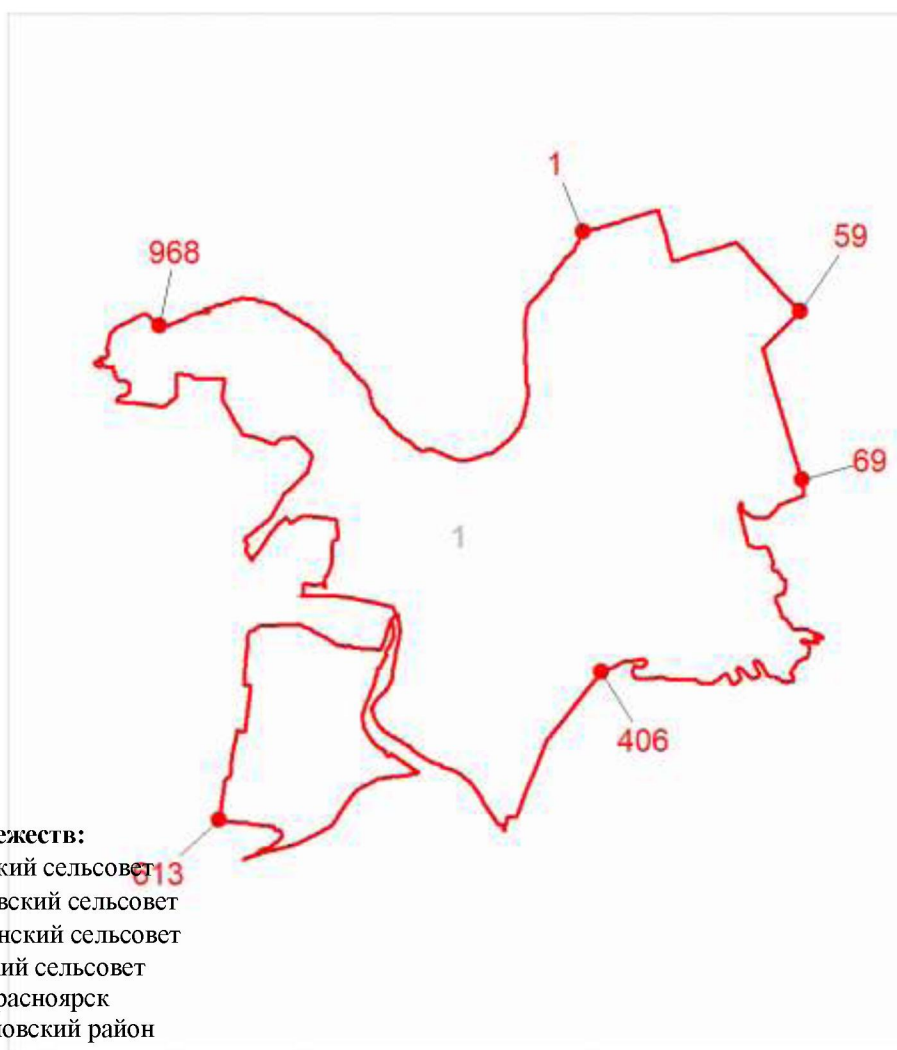 1
59
968
69
1
406
ежеств:
кий сельсовет
613
вский сельсовет
нский сельсовет
ий сельсовет
расноярск
овский район